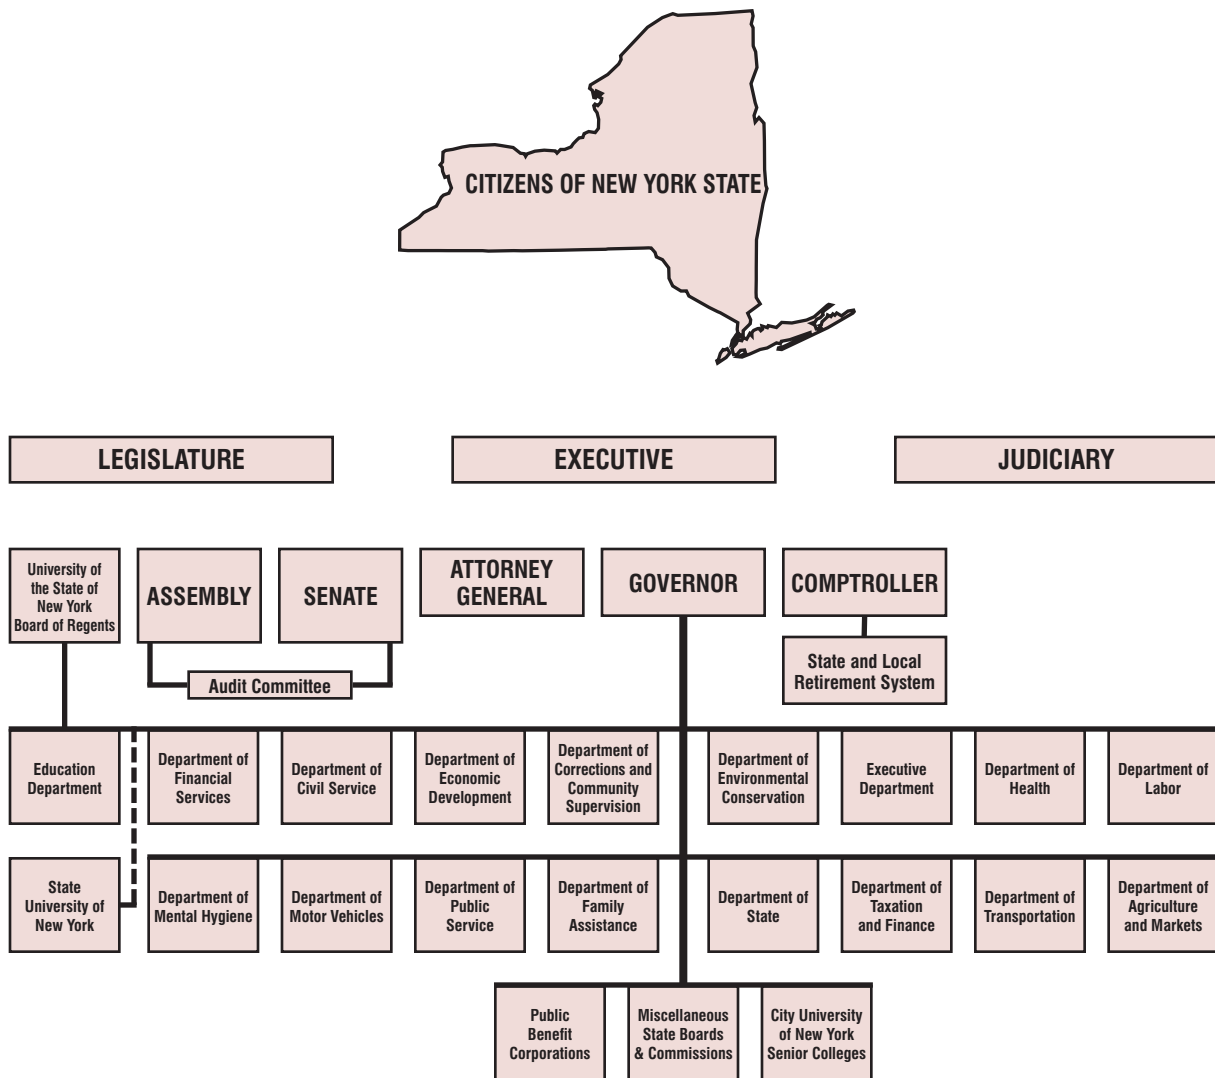 CITIZENS OF NEW YORK STATE
LEGISLATURE
EXECUTIVE
JUDICIARY
University of
the State of
New York
Board of Regents
ASSEMBLY
SENATE
ATTORNEY
GENERAL
GOVERNOR
COMPTROLLER
Audit Committee
State and Local
Retirement System
Education
Department
Department of
Financial
Services
Department of
Civil Service
Department of
Economic
Development
Department of
Corrections and
Community
Supervision
Department of
Environmental
Conservation
Executive
Department
Department of
Health
Department of
Labor
State
University of
New York
Department of
Mental Hygiene
Department of
Motor Vehicles
Department of
Public
Service
Department of
Family
Assistance
Department of
State
Department of
Taxation
and Finance
Department of
Transportation
Department of
Agriculture
and Markets
Public
Benefit
Corporations
Miscellaneous
State Boards
& Commissions
City University
of New York
Senior Colleges